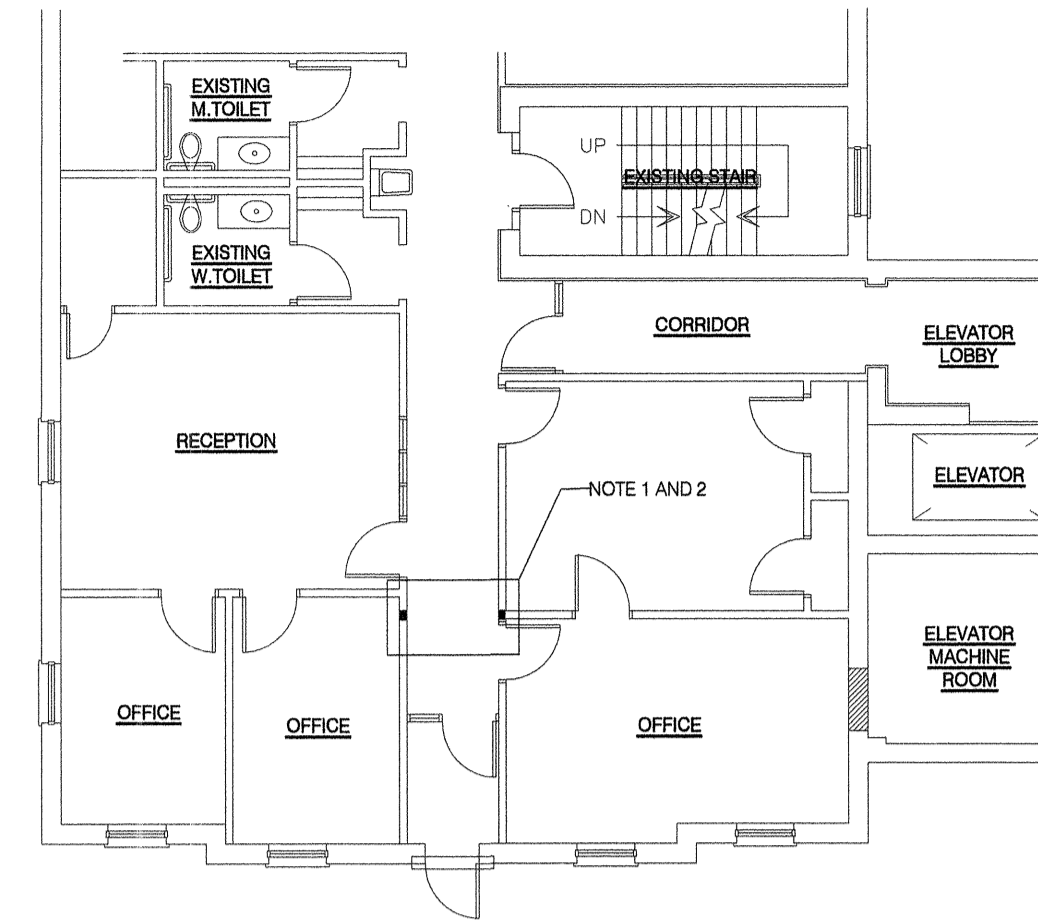 EXISTING
M.TOILET
UP
EXISTING STAIR
DN
EXISTING
W.TOILET
CORRIDOR
ELEVATOR
LOBBY
RECEPTION
ELEVATOR
NOTE 1 AND 2
ELEVATOR
MACHINE
ROOM
OFFICE
OFFICE
OFFICE